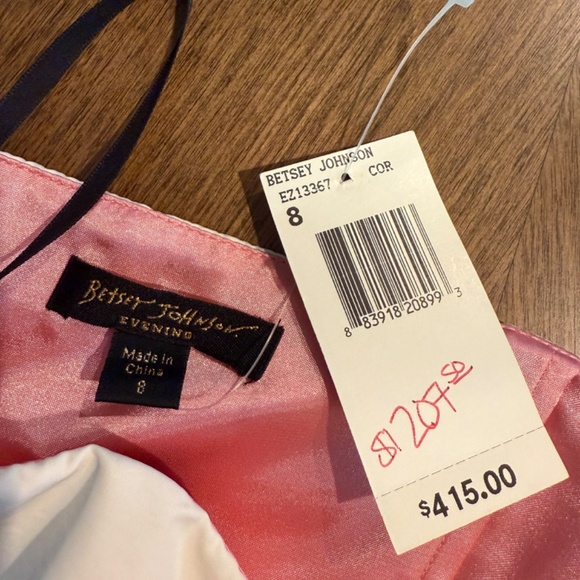 BETSEY JOHNSON
EZ13367 COR
8
8 83918 20899 3
207.50
$415.00
BETSEY JOHNSON
EVENING
Made in
China
8